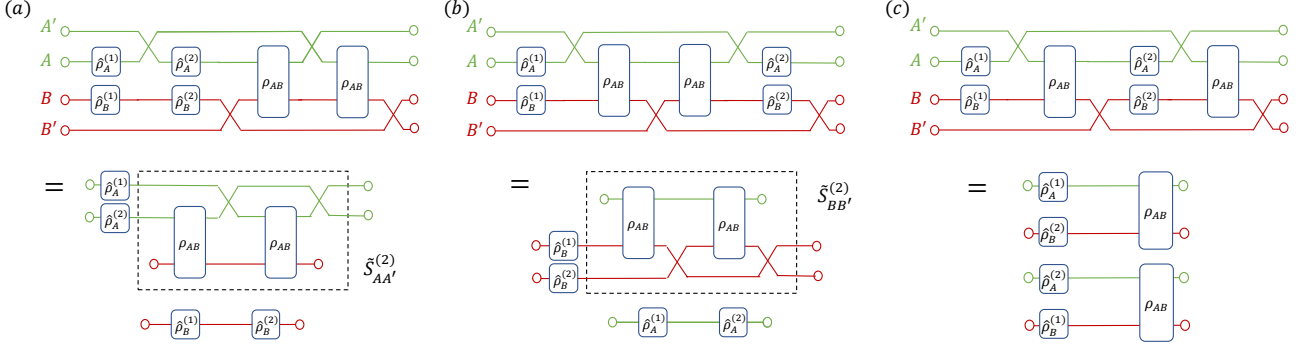 (a)
A′
A ρ̂_A^(1) ρ̂_A^(2) ρ_AB ρ_AB
B ρ̂_B^(1) ρ̂_B^(2)
B′
= ρ̂_A^(1)
ρ̂_A^(2) ρ_AB ρ_AB
S̃_AA′^(2)
ρ̂_B^(1) ρ̂_B^(2)
(b)
A′
A ρ̂_A^(1) ρ_AB ρ_AB ρ̂_A^(2)
B ρ̂_B^(1) ρ̂_B^(2)
B′
= ρ_AB ρ_AB S̃_BB′^(2)
ρ̂_B^(1)
ρ̂_B^(2)
ρ̂_A^(1) ρ̂_A^(2)
(c)
A′
A ρ̂_A^(1) ρ_AB ρ̂_A^(2) ρ_AB
B ρ̂_B^(1) ρ̂_B^(2)
B′
= ρ̂_A^(1) ρ_AB
ρ̂_B^(2)
ρ̂_A^(2) ρ_AB
ρ̂_B^(1)